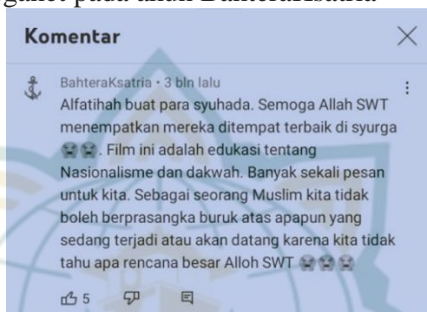 Komentar
BahteraKsatria • 3 bln lalu
Alfatihah buat para syuhada. Semoga Allah SWT
menempatkan mereka ditempat terbaik di syurga
😭😭. Film ini adalah edukasi tentang
Nasionalisme dan dakwah. Banyak sekali pesan
untuk kita. Sebagai seorang Muslim kita tidak
boleh berprasangka buruk atas apapun yang
sedang terjadi atau akan datang karena kita tidak
tahu apa rencana besar Alloh SWT 😭😭😭
5